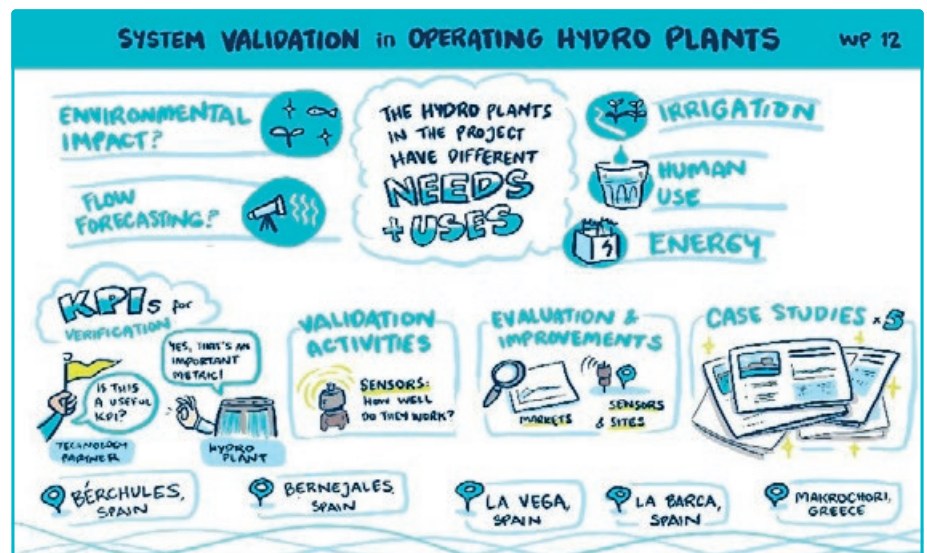 SYSTEM VALIDATION in OPERATING HYDRO PLANTS
WP 12
ENVIRONMENTAL
IMPACT?
FLOW
FORECASTING?
THE HYDRO PLANTS
IN THE PROJECT
HAVE DIFFERENT
NEEDS
+ USES
IRRIGATION
HUMAN
USE
ENERGY
KPIs for
VERIFICATION
IS THIS
A USEFUL
KPI?
TECHNOLOGY
PARTNER
YES, THAT'S AN
IMPORTANT
METRIC!
HYDRO
PLANT
VALIDATION
ACTIVITIES
SENSORS:
HOW WELL
DO THEY WORK?
EVALUATION &
IMPROVEMENTS
MARKETS
SENSORS
& SITES
CASE STUDIES x5
BÉRCHULES,
SPAIN
BERNEJALES,
SPAIN
LA VEGA,
SPAIN
LA BARCA,
SPAIN
MAKROCHORI,
GREECE